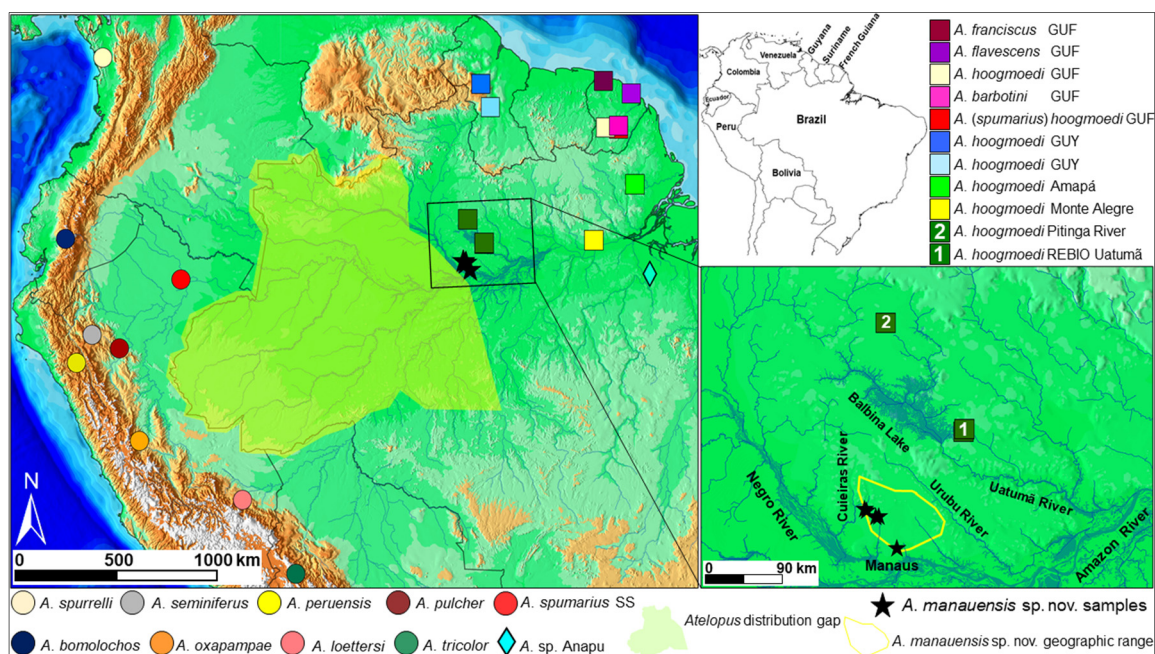 N
0 500 1000 km
Guyana
Suriname
French Guiana
Venezuela
Colombia
Ecuador
Peru
Brazil
Bolivia
A. franciscus GUF
A. flavescens GUF
A. hoogmoedi GUF
A. barbotini GUF
A. (spumarius) hoogmoedi GUF
A. hoogmoedi GUY
A. hoogmoedi GUY
A. hoogmoedi Amapá
A. hoogmoedi Monte Alegre
2 A. hoogmoedi Pitinga River
1 A. hoogmoedi REBIO Uatumã
2
1
Balbina Lake
Cuieiras River
Negro River
Urubu River
Uatumã River
Amazon River
Manaus
0 90 km
A. spurrelli A. seminiferus A. peruensis A. pulcher A. spumarius SS
A. bomolochos A. oxapampae A. loettersi A. tricolor A. sp. Anapu
Atelopus distribution gap
A. manauensis sp. nov. samples
A. manauensis sp. nov. geographic range